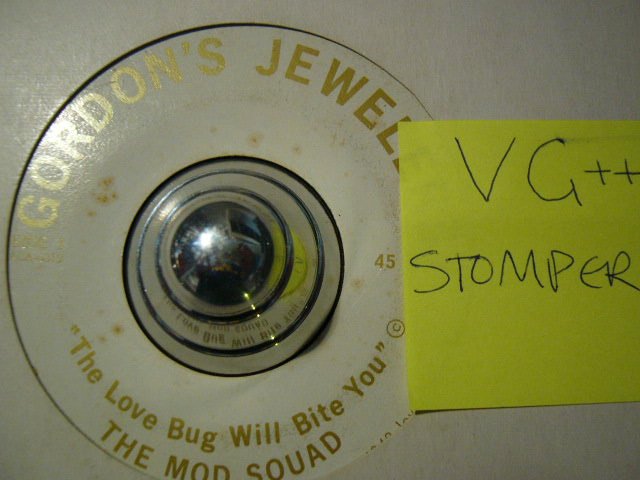 GORDON'S JEWEL
45
"The Love Bug Will Bite You" ©
THE MOD SQUAD
VG++
STOMPER